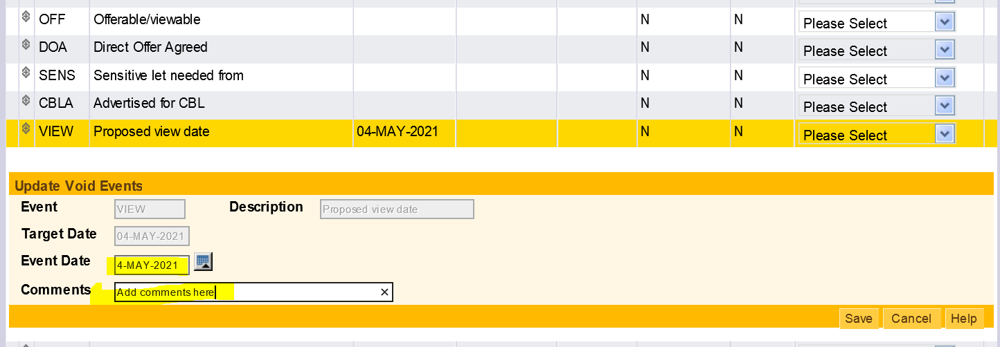 OFF Offerable/viewable N N Please Select
DOA Direct Offer Agreed N N Please Select
SENS Sensitive let needed from N N Please Select
CBLA Advertised for CBL N N Please Select
VIEW Proposed view date 04-MAY-2021 N N Please Select
Update Void Events
Event VIEW Description Proposed view date
Target Date 04-MAY-2021
Event Date 4-MAY-2021
Comments Add comments here ×
Save Cancel Help